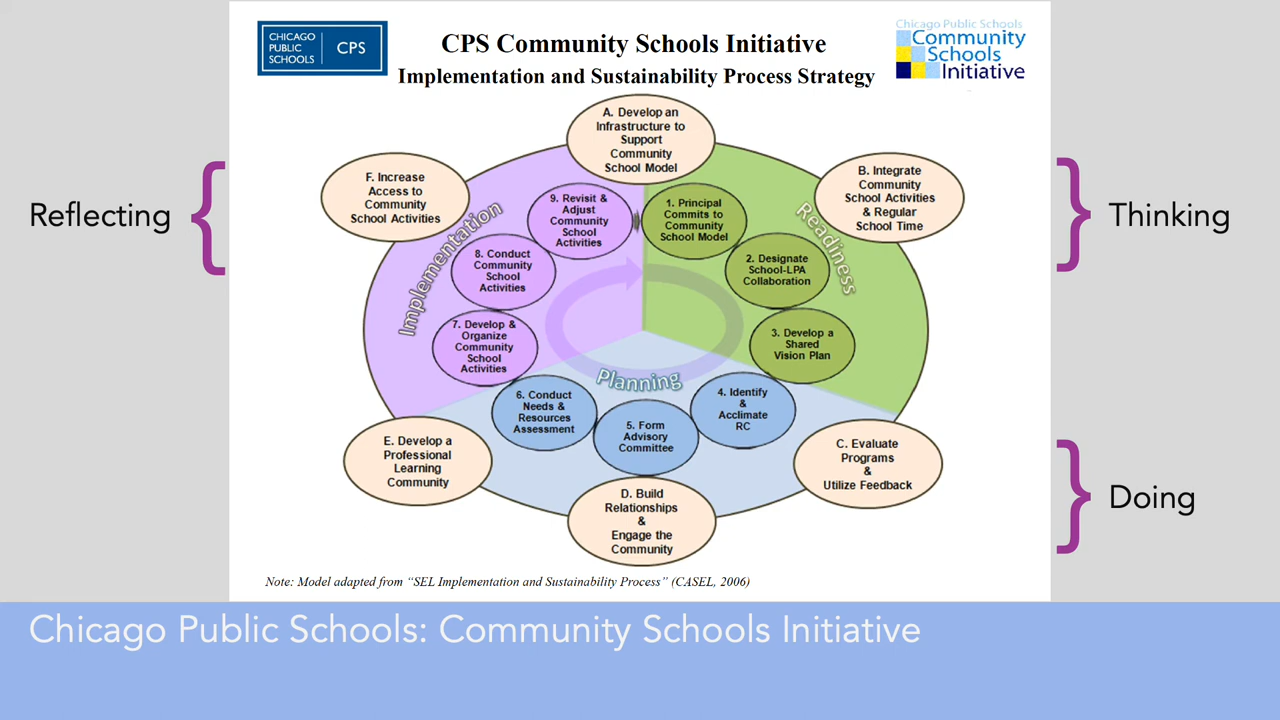 CHICAGO
PUBLIC
SCHOOLS
CPS
CPS Community Schools Initiative
Implementation and Sustainability Process Strategy
Chicago Public Schools
Community
Schools
Initiative
A. Develop an
Infrastructure to
Support
Community
School Model
B. Integrate
Community
School Activities
& Regular
School Time
C. Evaluate
Programs
&
Utilize Feedback
D. Build
Relationships
&
Engage the
Community
E. Develop a
Professional
Learning
Community
F. Increase
Access to
Community
School Activities
Readiness
1. Principal
Commits to
Community
School Model
2. Designate
School-LPA
Collaboration
3. Develop a
Shared
Vision Plan
Planning
4. Identify
&
Acclimate
RC
5. Form
Advisory
Committee
6. Conduct
Needs &
Resources
Assessment
Implementation
7. Develop &
Organize
Community
School
Activities
8. Conduct
Community
School
Activities
9. Revisit &
Adjust
Community
School
Activities
Reflecting
Thinking
Doing
Note: Model adapted from “SEL Implementation and Sustainability Process” (CASEL, 2006)
Chicago Public Schools: Community Schools Initiative